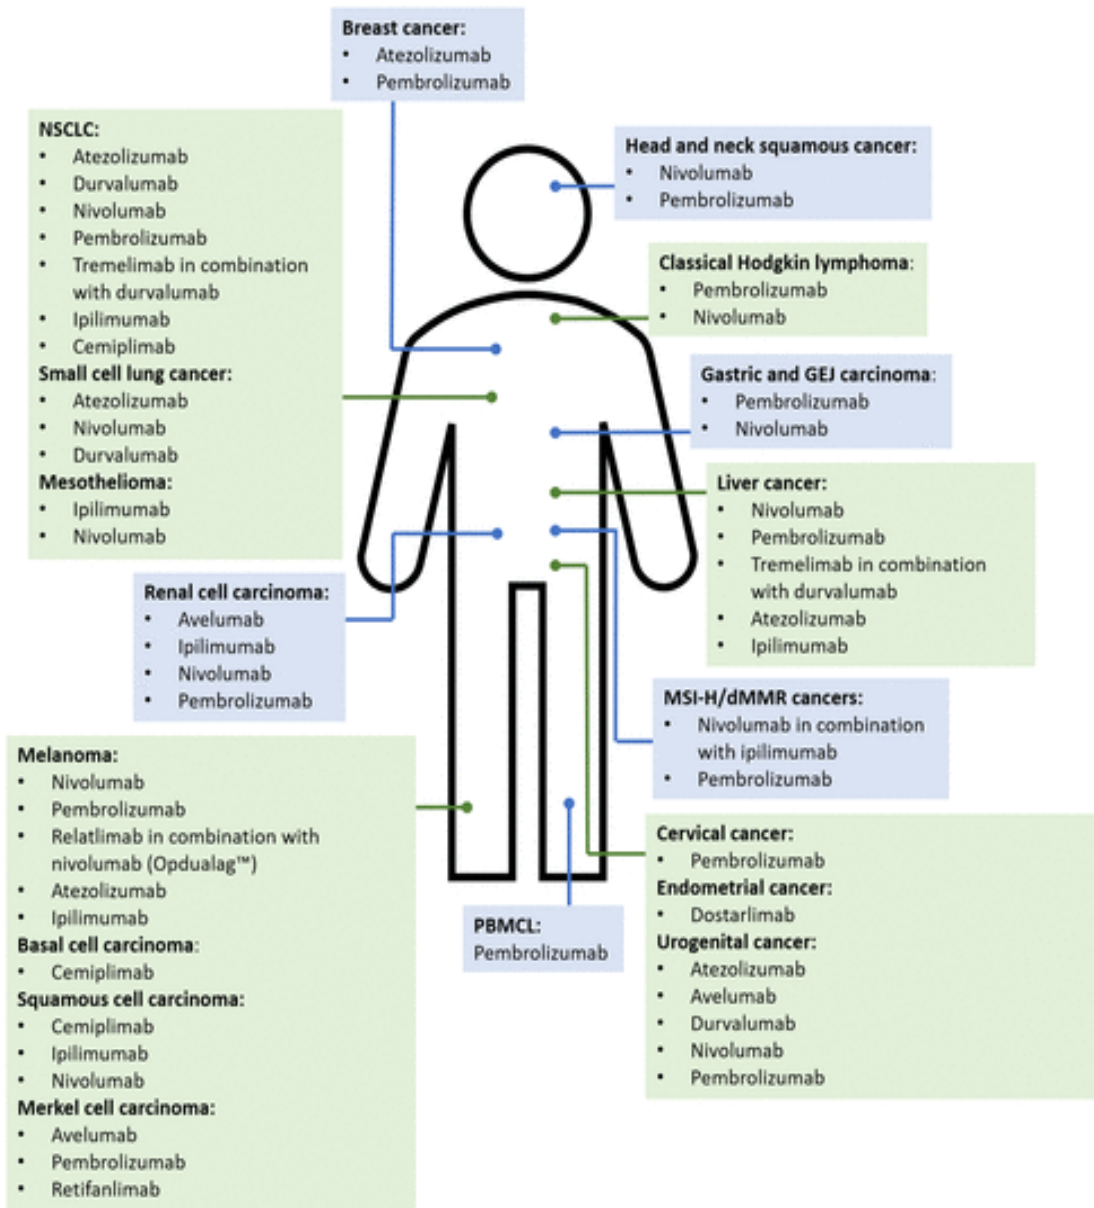 Breast cancer:
• Atezolizumab
• Pembrolizumab
NSCLC:
• Atezolizumab
• Durvalumab
• Nivolumab
• Pembrolizumab
• Tremelimab in combination
with durvalumab
• Ipilimumab
• Cemiplimab
Small cell lung cancer:
• Atezolizumab
• Nivolumab
• Durvalumab
Mesothelioma:
• Ipilimumab
• Nivolumab
Head and neck squamous cancer:
• Nivolumab
• Pembrolizumab
Classical Hodgkin lymphoma:
• Pembrolizumab
• Nivolumab
Gastric and GEJ carcinoma:
• Pembrolizumab
• Nivolumab
Liver cancer:
• Nivolumab
• Pembrolizumab
• Tremelimab in combination
with durvalumab
• Atezolizumab
• Ipilimumab
Renal cell carcinoma:
• Avelumab
• Ipilimumab
• Nivolumab
• Pembrolizumab
MSI-H/dMMR cancers:
• Nivolumab in combination
with ipilimumab
• Pembrolizumab
Melanoma:
• Nivolumab
• Pembrolizumab
• Relatlimab in combination with
nivolumab (Opdualag™)
• Atezolizumab
• Ipilimumab
Basal cell carcinoma:
• Cemiplimab
Squamous cell carcinoma:
• Cemiplimab
• Ipilimumab
• Nivolumab
Merkel cell carcinoma:
• Avelumab
• Pembrolizumab
• Retifanlimab
PBMCL:
Pembrolizumab
Cervical cancer:
• Pembrolizumab
Endometrial cancer:
• Dostarlimab
Urogenital cancer:
• Atezolizumab
• Avelumab
• Durvalumab
• Nivolumab
• Pembrolizumab